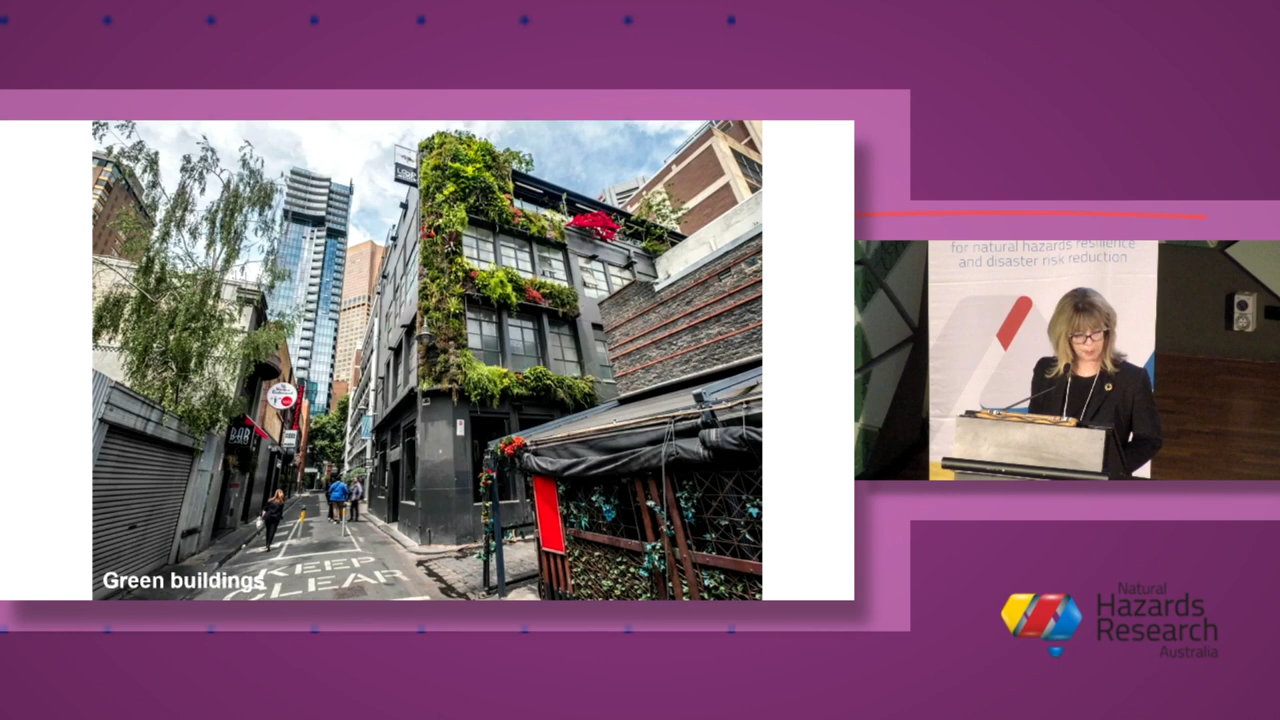 Green buildings
KEEP
CLEAR
for natural hazards resilience
and disaster risk reduction
Natural
Hazards
Research
Australia